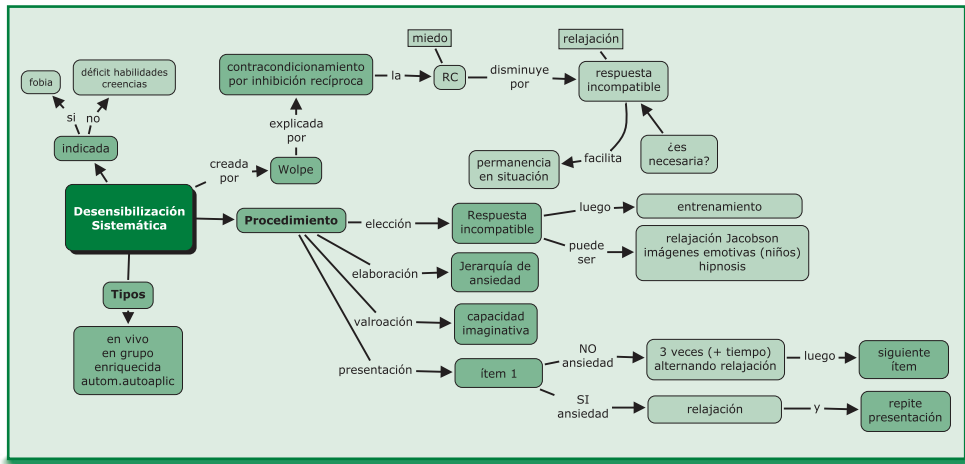 miedo
relajación
contracondicionamiento
por inhibición recíproca
la
RC
disminuye
por
respuesta
incompatible
fobia
déficit habilidades
creencias
si
no
indicada
explicada
por
facilita
¿es
necesaria?
permanencia
en situación
creada
por
Wolpe
Desensibilización
Sistemática
Procedimiento
elección
Respuesta
incompatible
luego
entrenamiento
puede
ser
relajación Jacobson
imágenes emotivas (niños)
hipnosis
elaboración
Jerarquía de
ansiedad
Tipos
en vivo
en grupo
enriquecida
autom.autoaplic
valroación
capacidad
imaginativa
presentación
ítem 1
NO
ansiedad
3 veces (+ tiempo)
alternando relajación
luego
siguiente
ítem
SI
ansiedad
relajación
y
repite
presentación